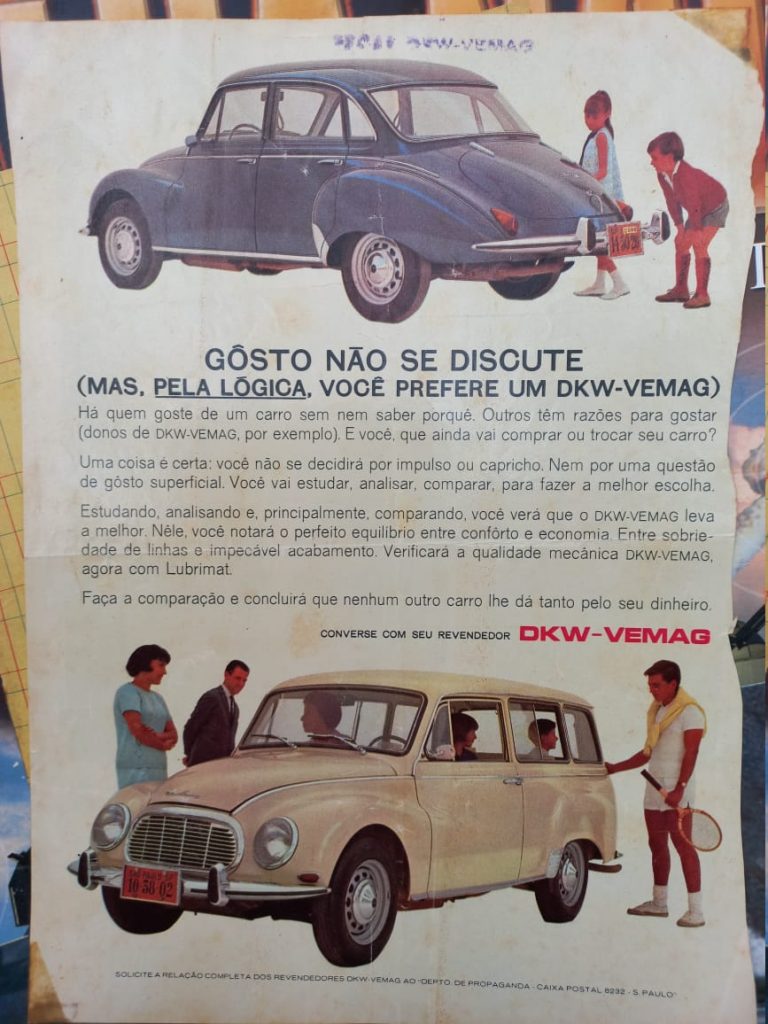 DKW-VEMAG
GÔSTO NÃO SE DISCUTE
(MAS, PELA LÓGICA, VOCÊ PREFERE UM DKW-VEMAG)
Há quem goste de um carro sem nem saber porquê. Outros têm razões para gostar
(donos de DKW-VEMAG, por exemplo). E você, que ainda vai comprar ou trocar seu carro?
Uma coisa é certa: você não se decidirá por impulso ou capricho. Nem por uma questão
de gôsto superficial. Você vai estudar, analisar, comparar, para fazer a melhor escolha.
Estudando, analisando e, principalmente, comparando, você verá que o DKW-VEMAG leva
a melhor. Nêle, você notará o perfeito equilíbrio entre confôrto e economia. Entre sobrie-
dade de linhas e impecável acabamento. Verificará a qualidade mecânica DKW-VEMAG,
agora com Lubrimat.
Faça a comparação e concluirá que nenhum outro carro lhe dá tanto pelo seu dinheiro.
CONVERSE COM SEU REVENDEDOR DKW-VEMAG
10-38-02
SOLICITE A RELAÇÃO COMPLETA DOS REVENDEDORES DKW-VEMAG AO "DEPTO. DE PROPAGANDA - CAIXA POSTAL 8232 - S. PAULO"